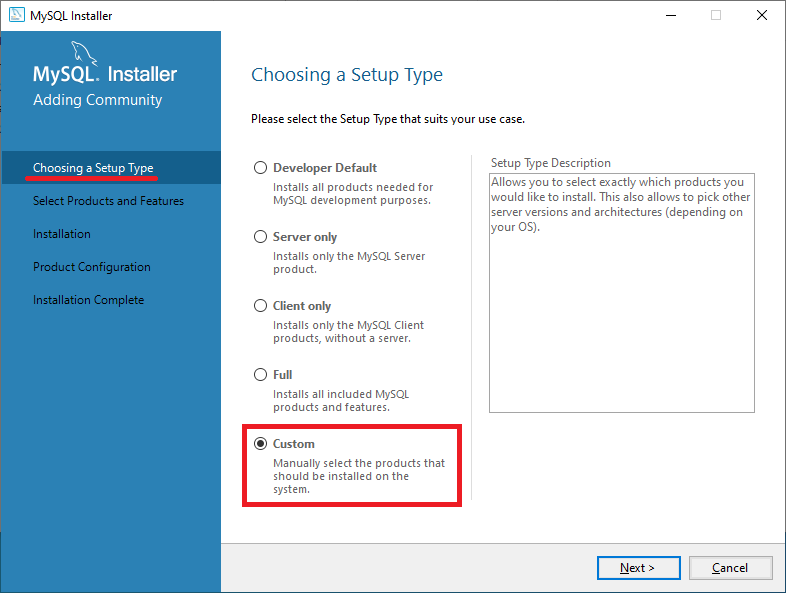 MySQL Installer
MySQL. Installer
Adding Community
Choosing a Setup Type
Select Products and Features
Installation
Product Configuration
Installation Complete
Choosing a Setup Type
Please select the Setup Type that suits your use case.
Developer Default
Installs all products needed for
MySQL development purposes.
Server only
Installs only the MySQL Server
product.
Client only
Installs only the MySQL Client
products, without a server.
Full
Installs all included MySQL
products and features.
Custom
Manually select the products that
should be installed on the
system.
Setup Type Description
Allows you to select exactly which products you
would like to install. This also allows to pick other
server versions and architectures (depending on
your OS).
Next >
Cancel